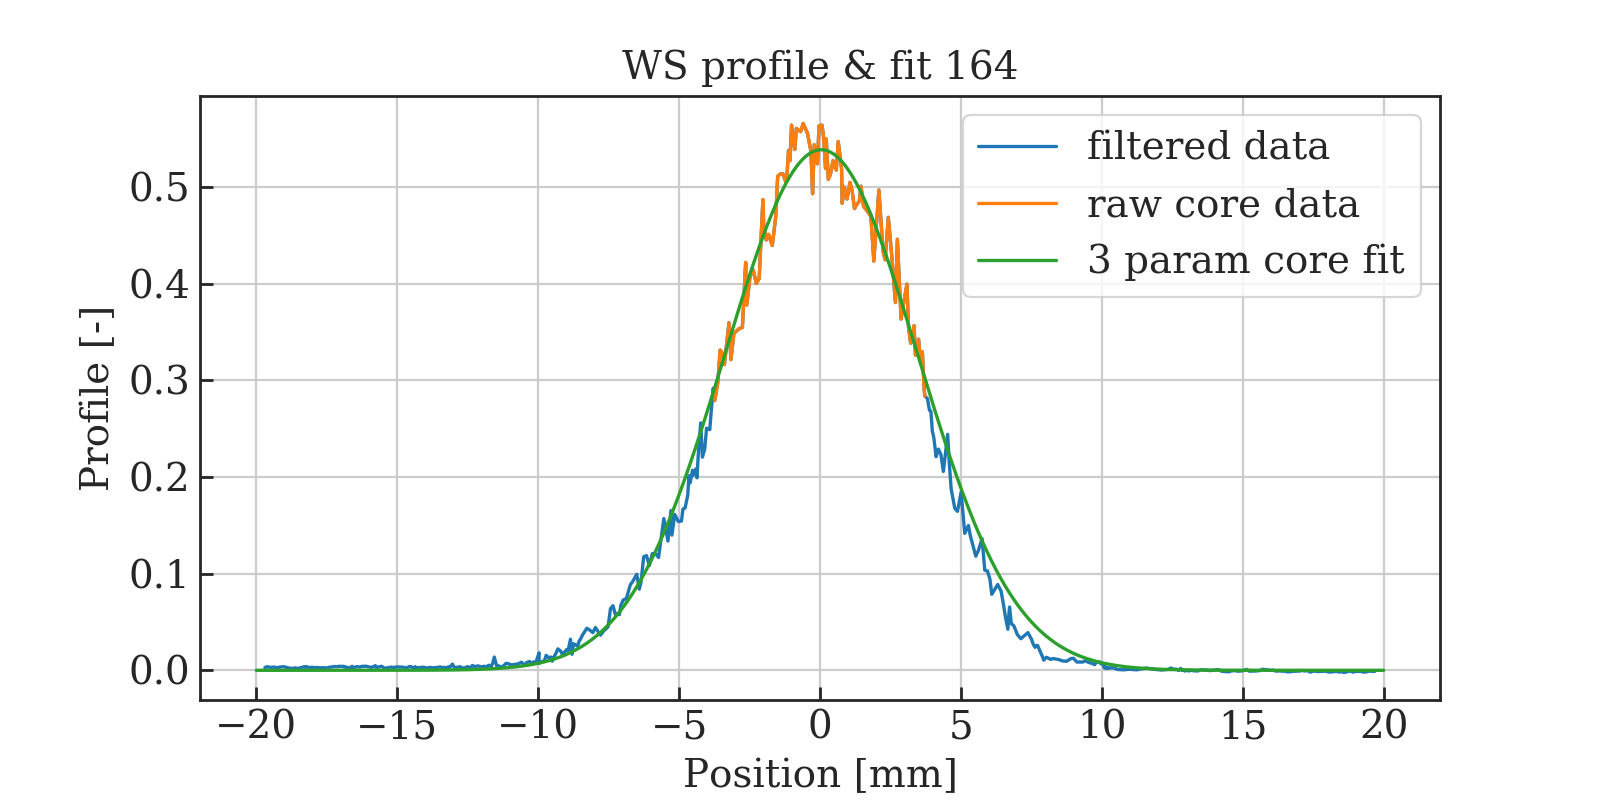 WS profile & fit 164
filtered data
raw core data
3 param core fit
Profile [-]
0.5
0.4
0.3
0.2
0.1
0.0
−20 −15 −10 −5 0 5 10 15 20
Position [mm]